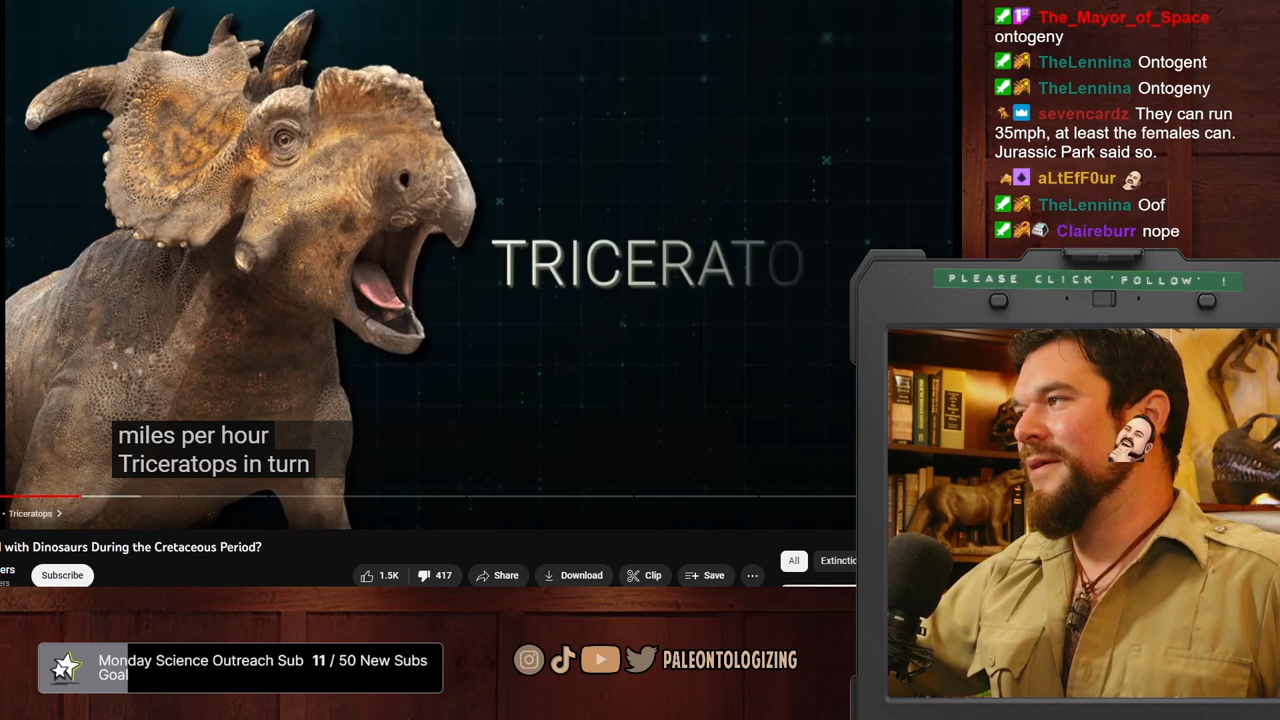 The_Mayor_of_Space
ontogeny
TheLennina Ontogent
TheLennina Ontogeny
sevencardz They can run
35mph, at least the females can.
Jurassic Park said so.
aLtEfF0ur
TheLennina Oof
Claireburr nope
PLEASE CLICK "FOLLOW" !
TRICERATO
miles per hour
Triceratops in turn
• Triceratops >
with Dinosaurs During the Cretaceous Period?
ers
ers
Subscribe
1.5K
417
Share
Download
Clip
Save
...
All
Extinctio
Monday Science Outreach Sub 11 / 50 New Subs
Goal
PALEONTOLOGIZING